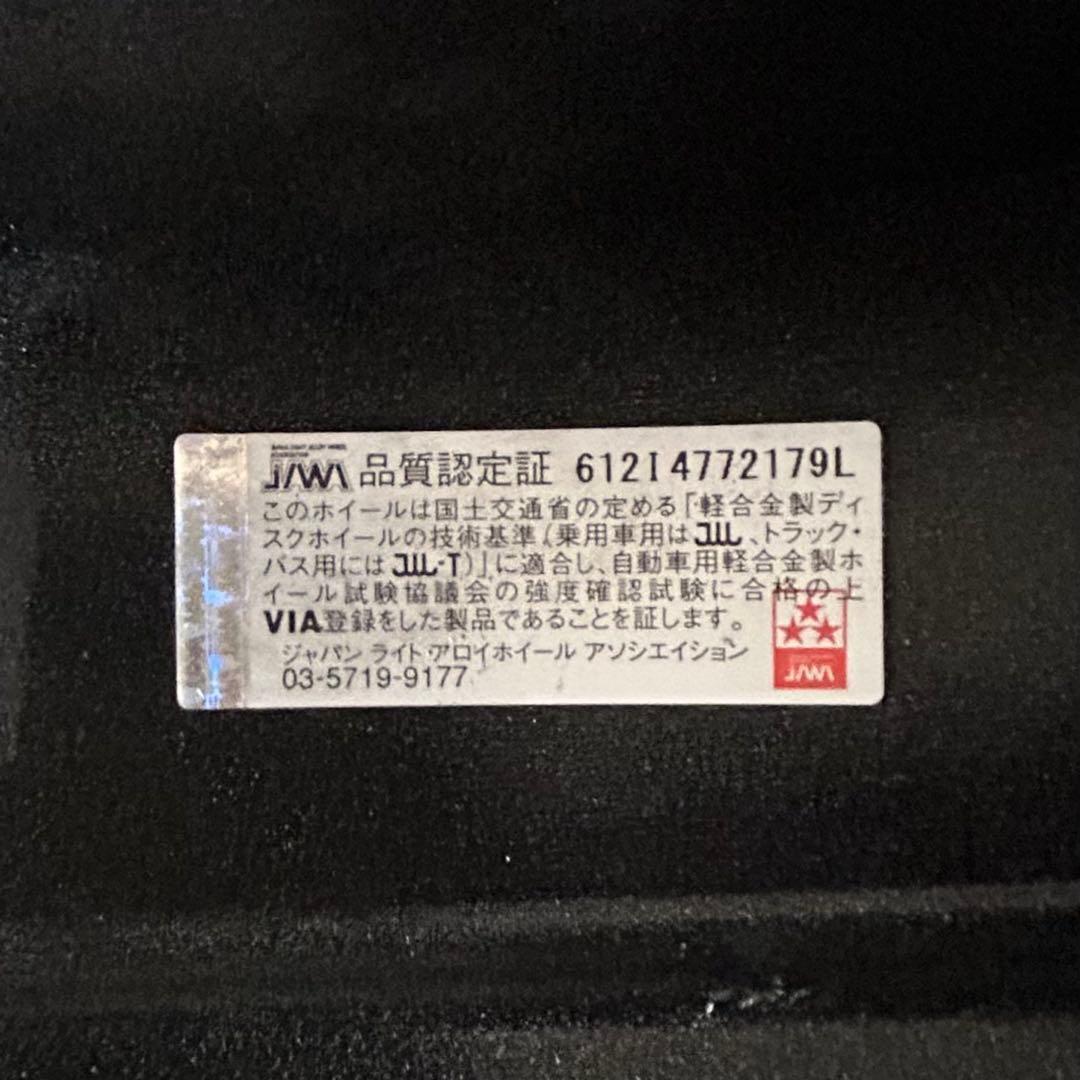 JAPAN LIGHT ALLOY WHEEL
ASSOCIATION
JAWA 品質認定証 612I4772179L
このホイールは国土交通省の定める「軽合金製ディ
スクホイールの技術基準(乗用車用はJWL、トラック・
バス用にはJWL-T)」に適合し、自動車用軽合金製ホ
イール試験協議会の強度確認試験に合格の上
VIA登録をした製品であることを証します。
ジャパン ライト アロイホイール アソシエイション
03-5719-9177
JAWA